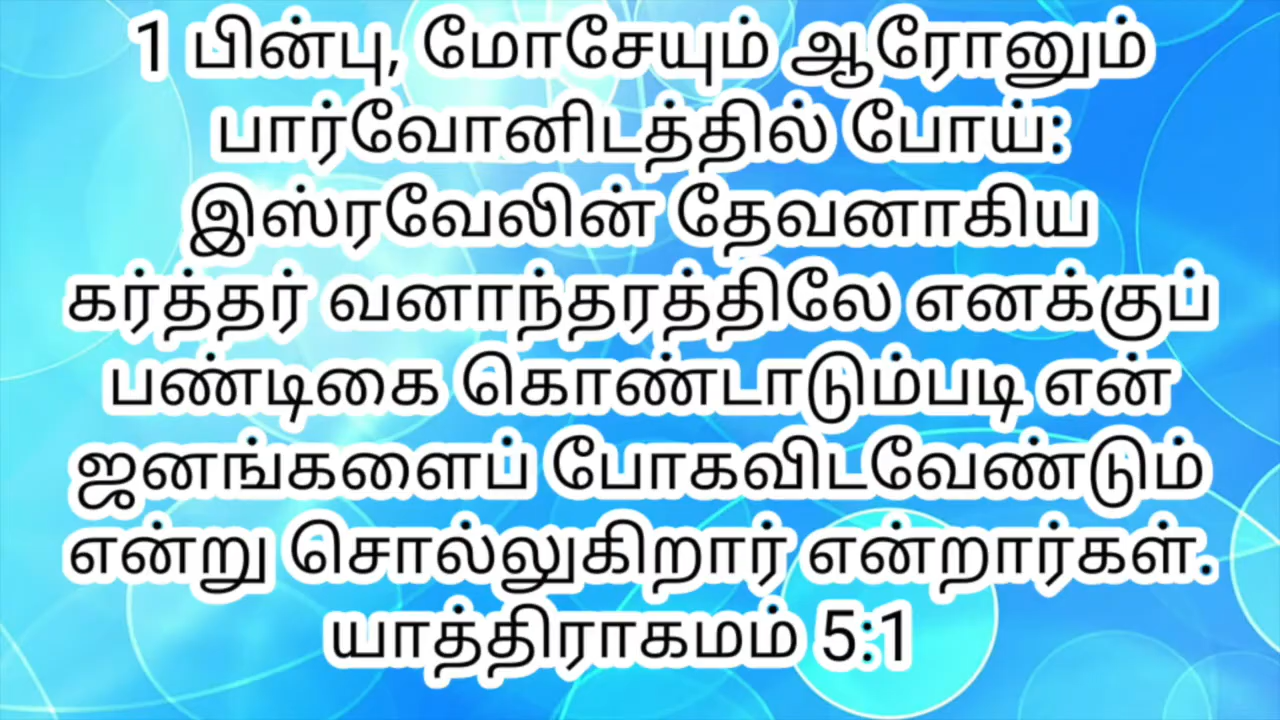 1 பின்பு, மோசேயும் ஆரோனும்
பார்வோனிடத்தில் போய்:
இஸ்ரவேலின் தேவனாகிய
கர்த்தர் வனாந்தரத்திலே எனக்குப்
பண்டிகை கொண்டாடும்படி என்
ஜனங்களைப் போகவிடவேண்டும்
என்று சொல்லுகிறார் என்றார்கள்.
யாத்திராகமம் 5:1